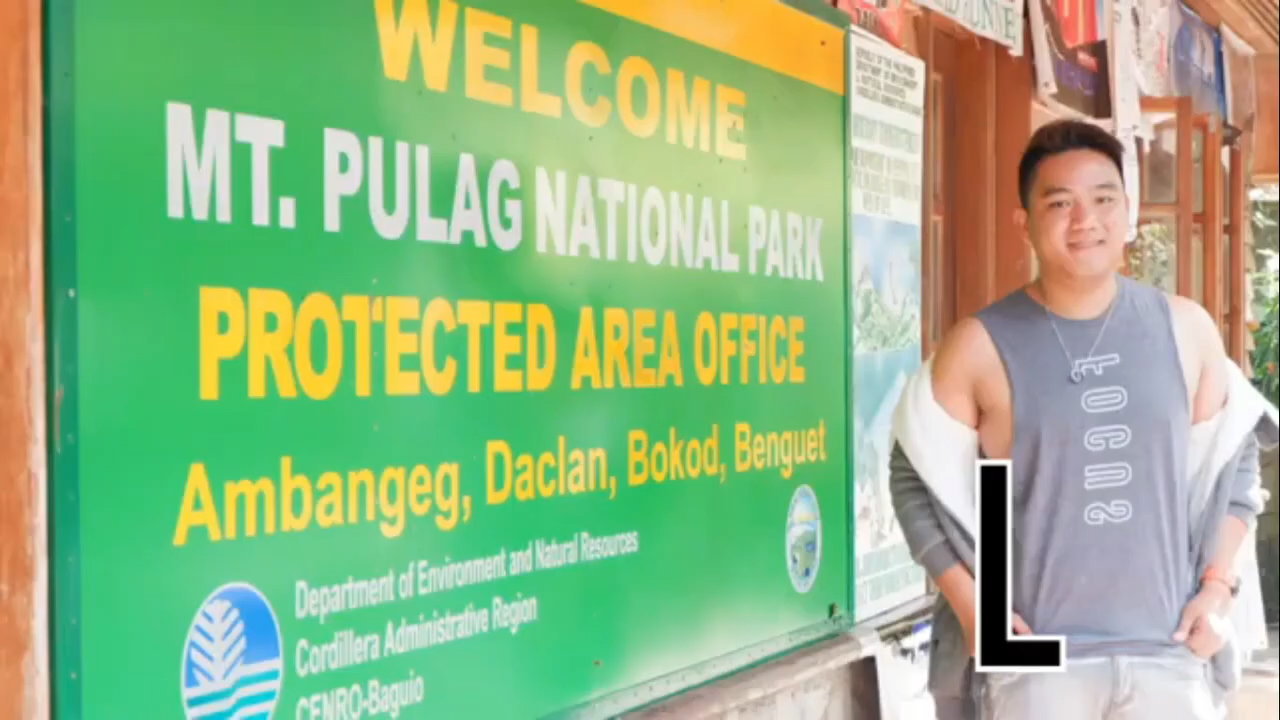 WELCOME
MT. PULAG NATIONAL PARK
PROTECTED AREA OFFICE
Ambangeg, Daclan, Bokod, Benguet
Department of Environment and Natural Resources
Cordillera Administrative Region
CENRO-Baguio
FOCUS
L